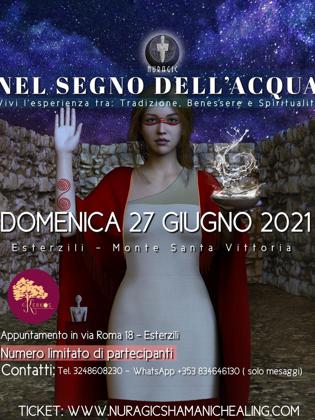 NURAGIC
NEL SEGNO DELL'ACQUA
Vivi l'esperienza tra: Tradizione, Benessere e Spiritualit
DOMENICA 27 GIUGNO 2021
Esterzili - Monte Santa Vittoria
Appuntamento in via Roma 18 - Esterzili
Numero limitato di partecipanti
Contatti; Tel. 3248608230 - WhatsApp +353 834646130 ( solo messaggi)
TICKET: WWW.NURAGICSHAMANICHEALING.COM